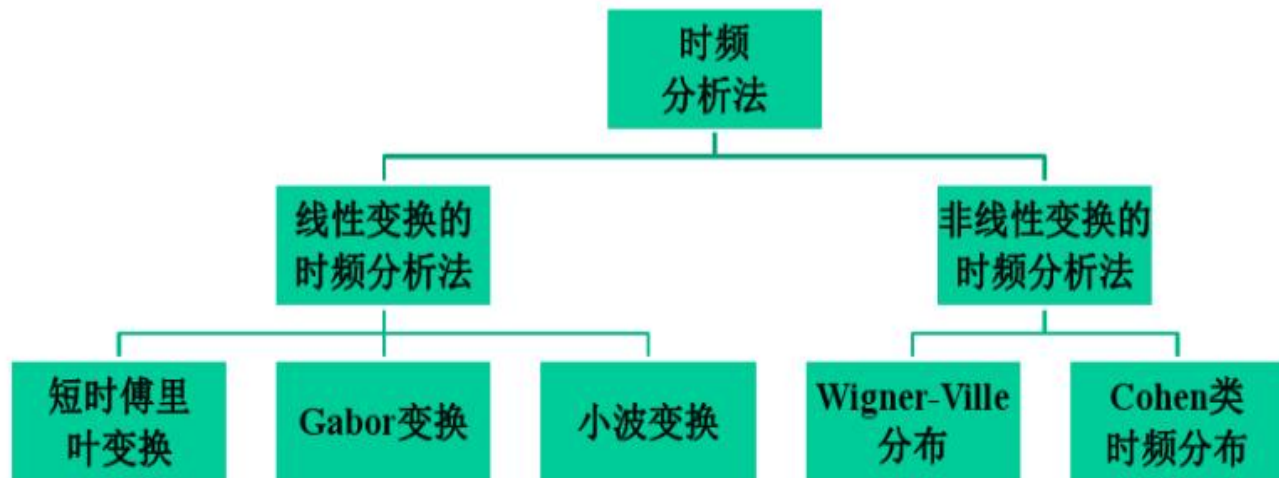 时频
分析法
线性变换的
时频分析法
非线性变换的
时频分析法
短时傅里
叶变换
Gabor变换
小波变换
Wigner-Ville
分布
Cohen类
时频分布